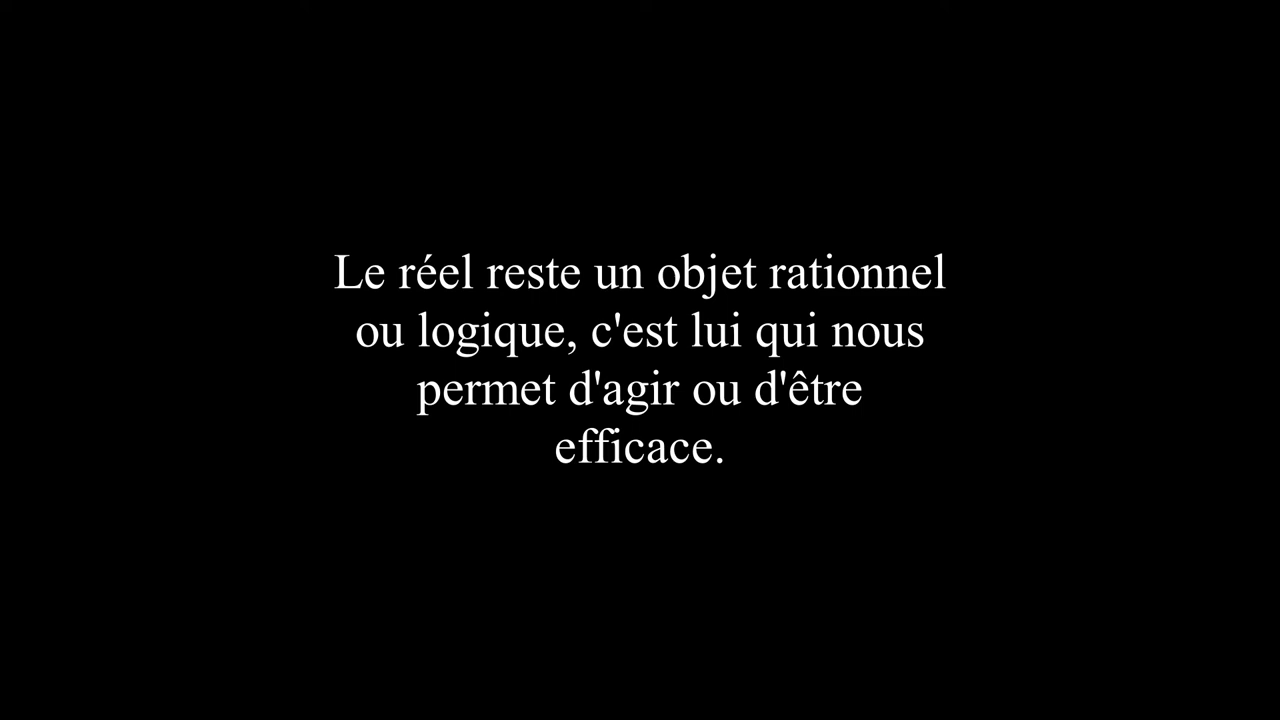 Le réel reste un objet rationnel
ou logique, c'est lui qui nous
permet d'agir ou d'être
efficace.